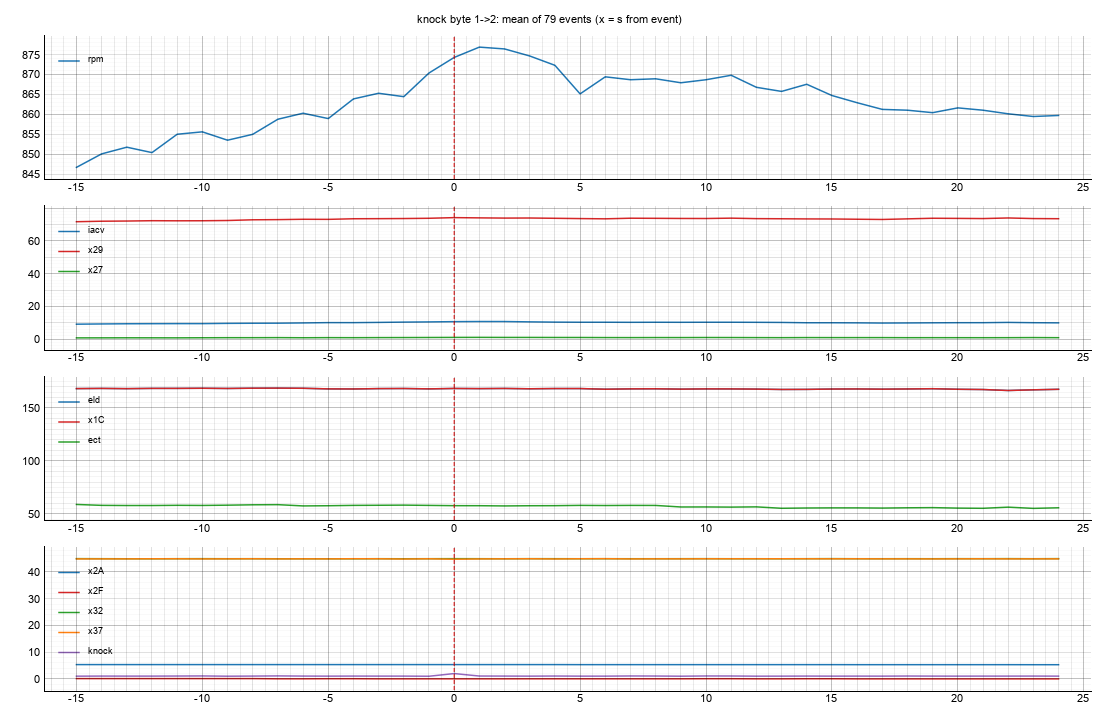 knock byte 1->2: mean of 79 events (x = s from event)
875
870
865
860
855
850
845
rpm
-15 -10 -5 0 5 10 15 20 25
60
40
20
0
iacv
x29
x27
-15 -10 -5 0 5 10 15 20 25
150
100
50
eld
x1C
ect
-15 -10 -5 0 5 10 15 20 25
40
30
20
10
0
x2A
x2F
x32
x37
knock
-15 -10 -5 0 5 10 15 20 25